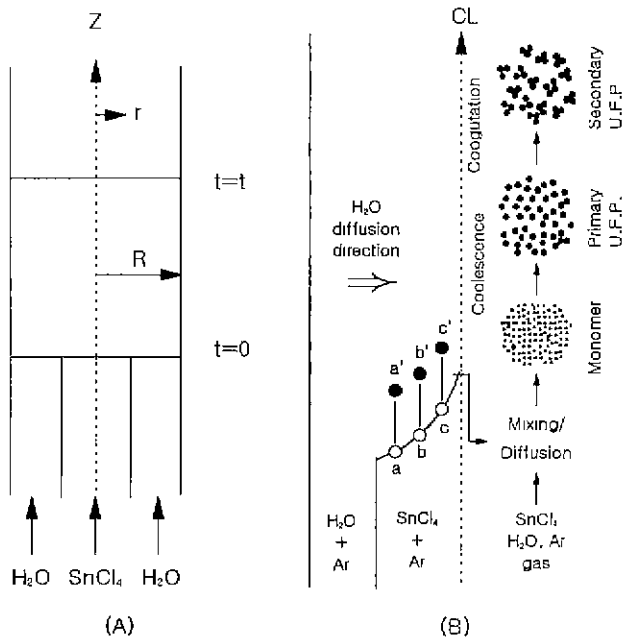 Z
r
t=t
R
t=0
H₂O
SnCl₄
H₂O
(A)
CL
Coogutation
Coolescence
Secondary
U.F.P.
Primary
U.F.P.
Monomer
H₂O
diffusion
direction
c'
b'
a'
c
b
a
Mixing/
Diffusion
H₂O
+
Ar
SnCl₄
+
Ar
SnCl₄
H₂O, Ar
gas
(B)